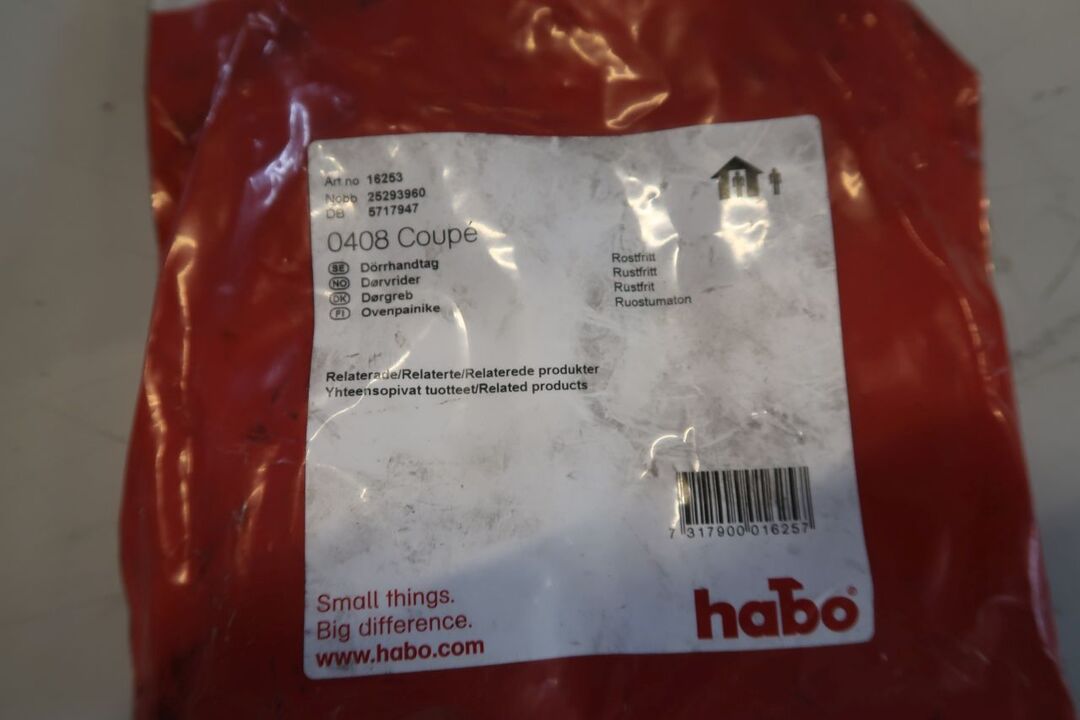 Art no 16253
Nobb 25293960
DB 5717947
0408 Coupé
SE Dörrhandtag
NO Dørvrider
DK Dørgreb
FI Ovenpainike
Rostfritt
Rustfritt
Rustfrit
Ruostumaton
Relaterade/Relaterte/Relaterede produkter
Yhteensopivat tuotteet/Related products
7 317900 016257
Small things.
Big difference.
www.habo.com
habo®